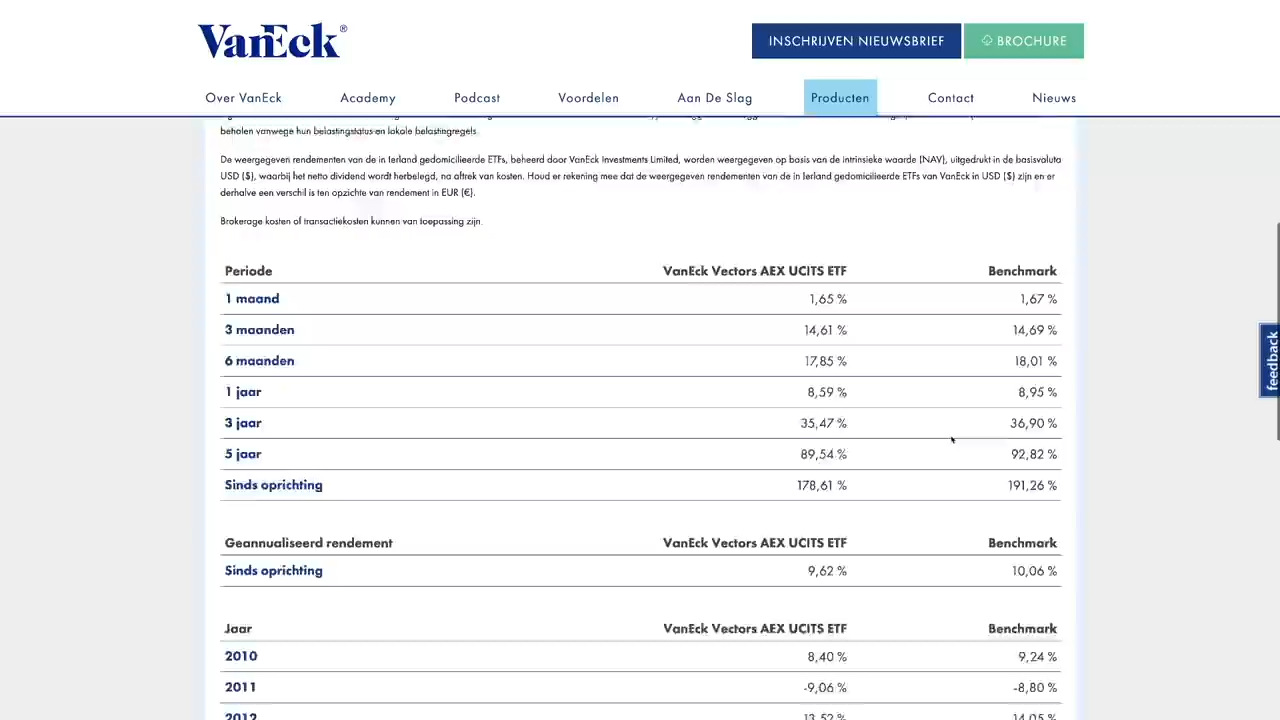 VanEck®
INSCHRIJVEN NIEUWSBRIEF
BROCHURE
Over VanEck
Academy
Podcast
Voordelen
Aan De Slag
Producten
Contact
Nieuws
beholen vanwege hun belastingstatus en lokale belastingregels
De weergegeven rendementen van de in Ierland gedomicilieerde ETFs, beheerd door VanEck Investments Limited, worden weergegeven op basis van de intrinsieke waarde (NAV), uitgedrukt in de basisvaluta
USD ($), waarbij het netto dividend wordt herbelegd, na aftrek van kosten. Houd er rekening mee dat de weergegeven rendementen van de in Ierland gedomicilieerde ETFs van VanEck in USD ($) zijn en er
derhalve een verschil is ten opzichte van rendement in EUR (€).
Brokerage kosten of transactiekosten kunnen van toepassing zijn.
Periode VanEck Vectors AEX UCITS ETF Benchmark
1 maand 1,65 % 1,67 %
3 maanden 14,61 % 14,69 %
6 maanden 17,85 % 18,01 %
1 jaar 8,59 % 8,95 %
3 jaar 35,47 % 36,90 %
5 jaar 89,54 % 92,82 %
Sinds oprichting 178,61 % 191,26 %
Geannualiseerd rendement VanEck Vectors AEX UCITS ETF Benchmark
Sinds oprichting 9,62 % 10,06 %
Jaar VanEck Vectors AEX UCITS ETF Benchmark
2010 8,40 % 9,24 %
2011 -9,06 % -8,80 %
2012 13,52 % 14,05 %
feedback